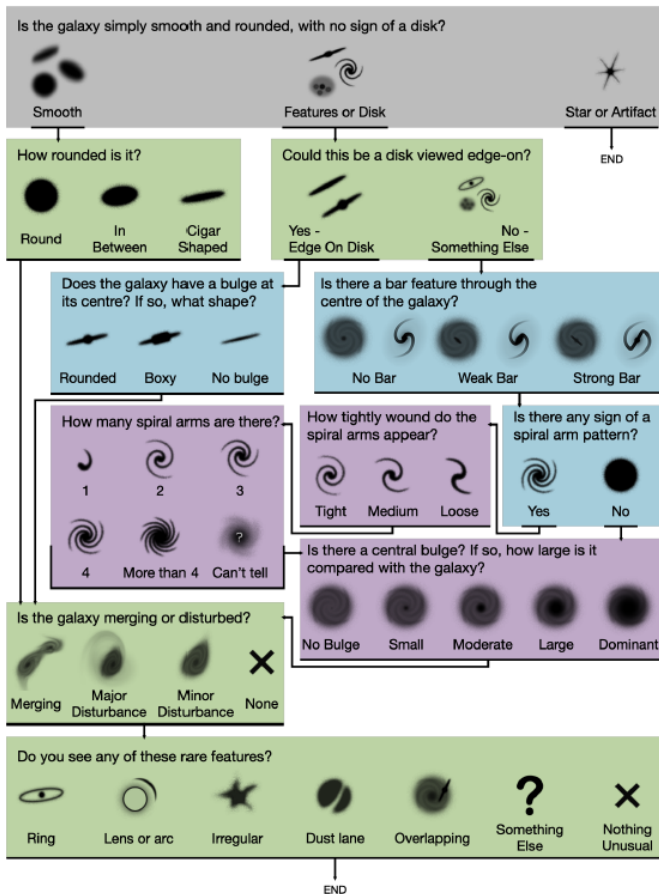 Is the galaxy simply smooth and rounded, with no sign of a disk?
Smooth
Features or Disk
Star or Artifact
END
How rounded is it?
Round
In
Between
Cigar
Shaped
Could this be a disk viewed edge-on?
Yes -
Edge On Disk
No -
Something Else
Does the galaxy have a bulge at
its centre? If so, what shape?
Rounded
Boxy
No bulge
Is there a bar feature through the
centre of the galaxy?
No Bar
Weak Bar
Strong Bar
How many spiral arms are there?
1
2
3
4
More than 4
?
Can't tell
How tightly wound do the
spiral arms appear?
Tight
Medium
Loose
Is there any sign of a
spiral arm pattern?
Yes
No
Is there a central bulge? If so, how large is it
compared with the galaxy?
No Bulge
Small
Moderate
Large
Dominant
Is the galaxy merging or disturbed?
Merging
Major
Disturbance
Minor
Disturbance
None
Do you see any of these rare features?
Ring
Lens or arc
Irregular
Dust lane
Overlapping
?
Something
Else
Nothing
Unusual
END